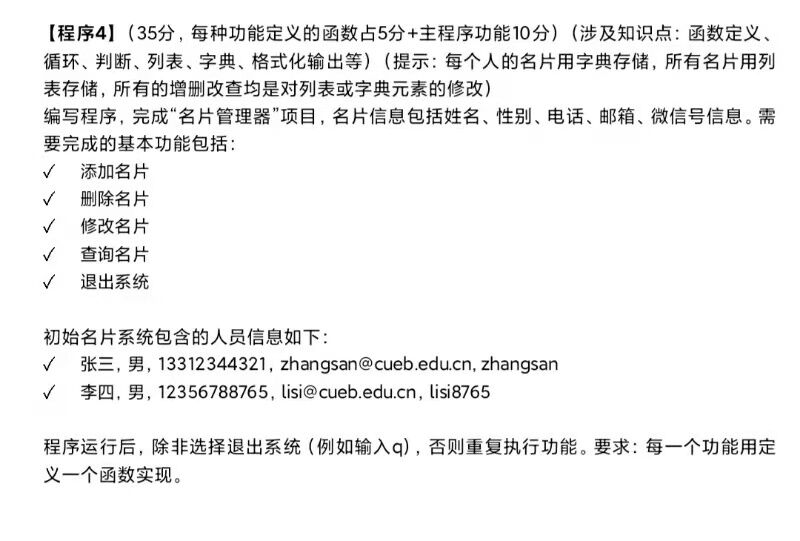 【程序4】（35分，每种功能定义的函数占5分+主程序功能10分）（涉及知识点：函数定义、
循环、判断、列表、字典、格式化输出等）（提示：每个人的名片用字典存储，所有名片用列
表存储，所有的增删改查均是对列表或字典元素的修改）
编写程序，完成“名片管理器”项目，名片信息包括姓名、性别、电话、邮箱、微信号信息。需
要完成的基本功能包括：
✓ 添加名片
✓ 删除名片
✓ 修改名片
✓ 查询名片
✓ 退出系统
初始名片系统包含的人员信息如下：
✓ 张三，男，13312344321，zhangsan@cueb.edu.cn, zhangsan
✓ 李四，男，12356788765，lisi@cueb.edu.cn，lisi8765
程序运行后，除非选择退出系统（例如输入q），否则重复执行功能。要求：每一个功能用定
义一个函数实现。